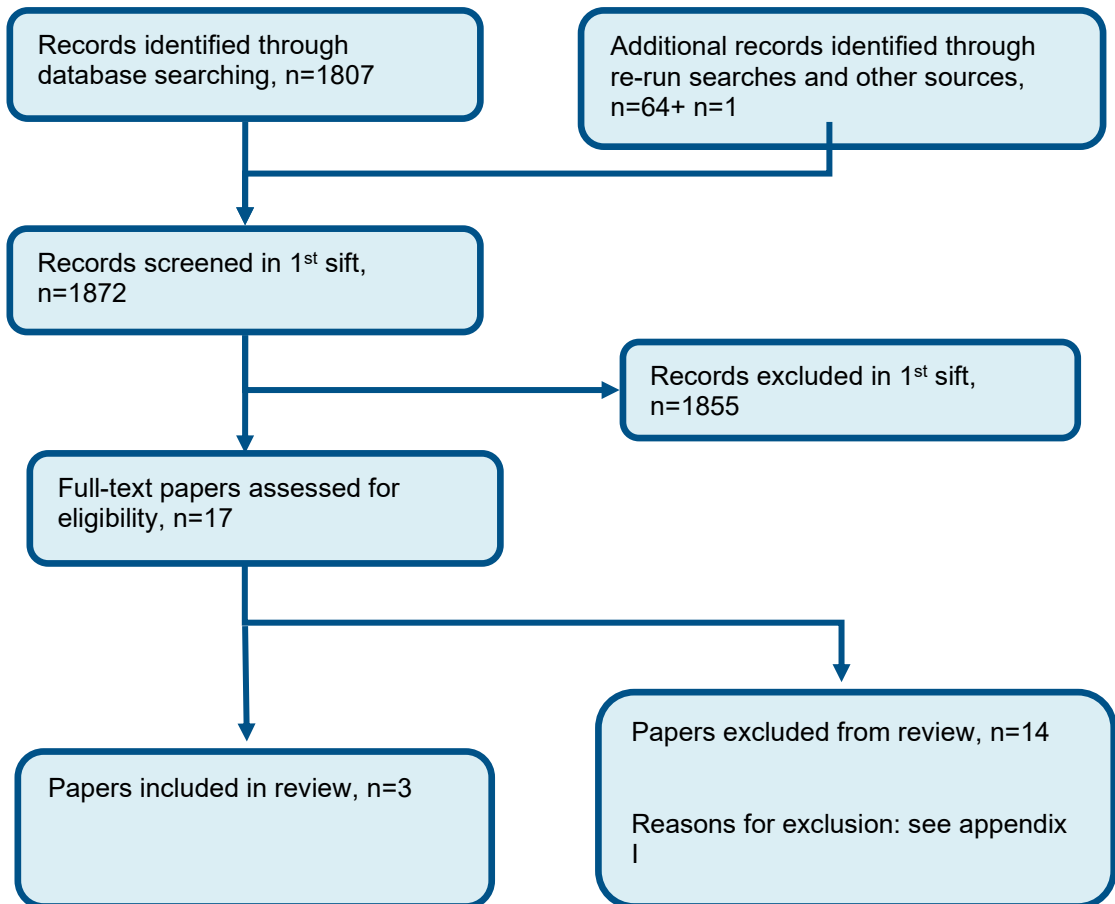 Records identified through
database searching, n=1807
Additional records identified through
re-run searches and other sources,
n=64+ n=1
Records screened in 1st sift,
n=1872
Records excluded in 1st sift,
n=1855
Full-text papers assessed for
eligibility, n=17
Papers included in review, n=3
Papers excluded from review, n=14
Reasons for exclusion: see appendix
I